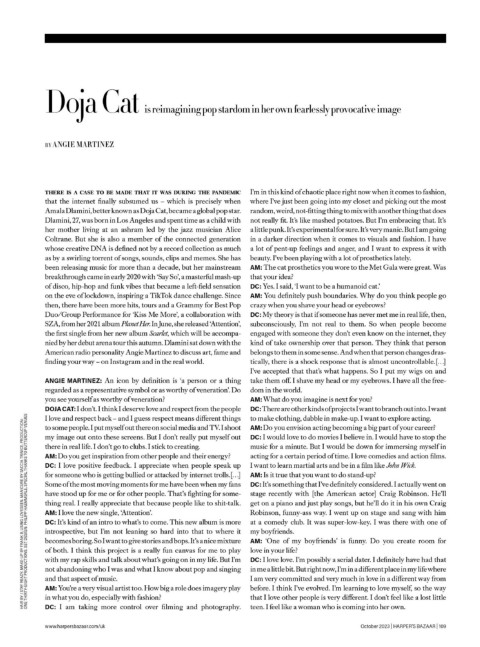 Doja Cat is reimagining pop stardom in her own fearlessly provocative image
BY ANGIE MARTINEZ
THERE IS A CASE TO BE MADE THAT IT WAS DURING THE PANDEMIC
that the internet finally subsumed us – which is precisely when
Amala Dlamini, better known as Doja Cat, became a global pop star.
Dlamini, 27, was born in Los Angeles and spent time as a child with
her mother living at an ashram led by the jazz musician Alice
Coltrane. But she is also a member of the connected generation
whose creative DNA is defined not by a record collection as much
as by a swirling torrent of songs, sounds, clips and memes. She has
been releasing music for more than a decade, but her mainstream
breakthrough came in early 2020 with 'Say So', a masterful mash-up
of disco, hip-hop and funk vibes that became a left-field sensation
on the eve of lockdown, inspiring a TikTok dance challenge. Since
then, there have been more hits, tours and a Grammy for Best Pop
Duo/Group Performance for 'Kiss Me More', a collaboration with
SZA, from her 2021 album Planet Her. In June, she released 'Attention',
the first single from her new album Scarlet, which will be accompa-
nied by her debut arena tour this autumn. Dlamini sat down with the
American radio personality Angie Martinez to discuss art, fame and
finding your way – on Instagram and in the real world.
ANGIE MARTINEZ: An icon by definition is 'a person or a thing
regarded as a representative symbol or as worthy of veneration'. Do
you see yourself as worthy of veneration?
DOJA CAT: I don't. I think I deserve love and respect from the people
I love and respect back – and I guess respect means different things
to some people. I put myself out there on social media and TV. I shoot
my image out onto these screens. But I don't really put myself out
there in real life. I don't go to clubs. I stick to creating.
AM: Do you get inspiration from other people and their energy?
DC: I love positive feedback. I appreciate when people speak up
for someone who is getting bullied or attacked by internet trolls. […]
Some of the most moving moments for me have been when my fans
have stood up for me or for other people. That's fighting for some-
thing real. I really appreciate that because people like to shit-talk.
AM: I love the new single, 'Attention'.
DC: It's kind of an intro to what's to come. This new album is more
introspective, but I'm not leaning so hard into that to where it
becomes boring. So I want to give stories and bops. It's a nice mixture
of both. I think this project is a really fun canvas for me to play
with my rap skills and talk about what's going on in my life. But I'm
not abandoning who I was and what I know about pop and singing
and that aspect of music.
AM: You're a very visual artist too. How big a role does imagery play
in what you do, especially with fashion?
DC: I am taking more control over filming and photography.
I'm in this kind of chaotic place right now when it comes to fashion,
where I've just been going into my closet and picking out the most
random, weird, not-fitting thing to mix with another thing that does
not really fit. It's like mashed potatoes. But I'm embracing that. It's
a little punk. It's experimental for sure. It's very manic. But I am going
in a darker direction when it comes to visuals and fashion. I have
a lot of pent-up feelings and anger, and I want to express it with
beauty. I've been playing with a lot of prosthetics lately.
AM: The cat prosthetics you wore to the Met Gala were great. Was
that your idea?
DC: Yes. I said, 'I want to be a humanoid cat.'
AM: You definitely push boundaries. Why do you think people go
crazy when you shave your head or eyebrows?
DC: My theory is that if someone has never met me in real life, then,
subconsciously, I'm not real to them. So when people become
engaged with someone they don't even know on the internet, they
kind of take ownership over that person. They think that person
belongs to them in some sense. And when that person changes dras-
tically, there is a shock response that is almost uncontrollable. […]
I've accepted that that's what happens. So I put my wigs on and
take them off. I shave my head or my eyebrows. I have all the free-
dom in the world.
AM: What do you imagine is next for you?
DC: There are other kinds of projects I want to branch out into. I want
to make clothing, dabble in make-up. I want to explore acting.
AM: Do you envision acting becoming a big part of your career?
DC: I would love to do movies I believe in. I would have to stop the
music for a minute. But I would be down for immersing myself in
acting for a certain period of time. I love comedies and action films.
I want to learn martial arts and be in a film like John Wick.
AM: Is it true that you want to do stand-up?
DC: It's something that I've definitely considered. I actually went on
stage recently with [the American actor] Craig Robinson. He'll
get on a piano and just play songs, but he'll do it in his own Craig
Robinson, funny-ass way. I went up on stage and sang with him
at a comedy club. It was super-low-key. I was there with one of
my boyfriends.
AM: 'One of my boyfriends' is funny. Do you create room for
love in your life?
DC: I love love. I'm possibly a serial dater. I definitely have had that
in me a little bit. But right now, I'm in a different place in my life where
I am very committed and very much in love in a different way from
before. I think I've evolved. I'm learning to love myself, so the way
that I love other people is very different. I don't feel like a lost little
teen. I feel like a woman who is coming into her own.
www.harpersbazaar.com/uk
October 2023 | HARPER'S BAZAAR |